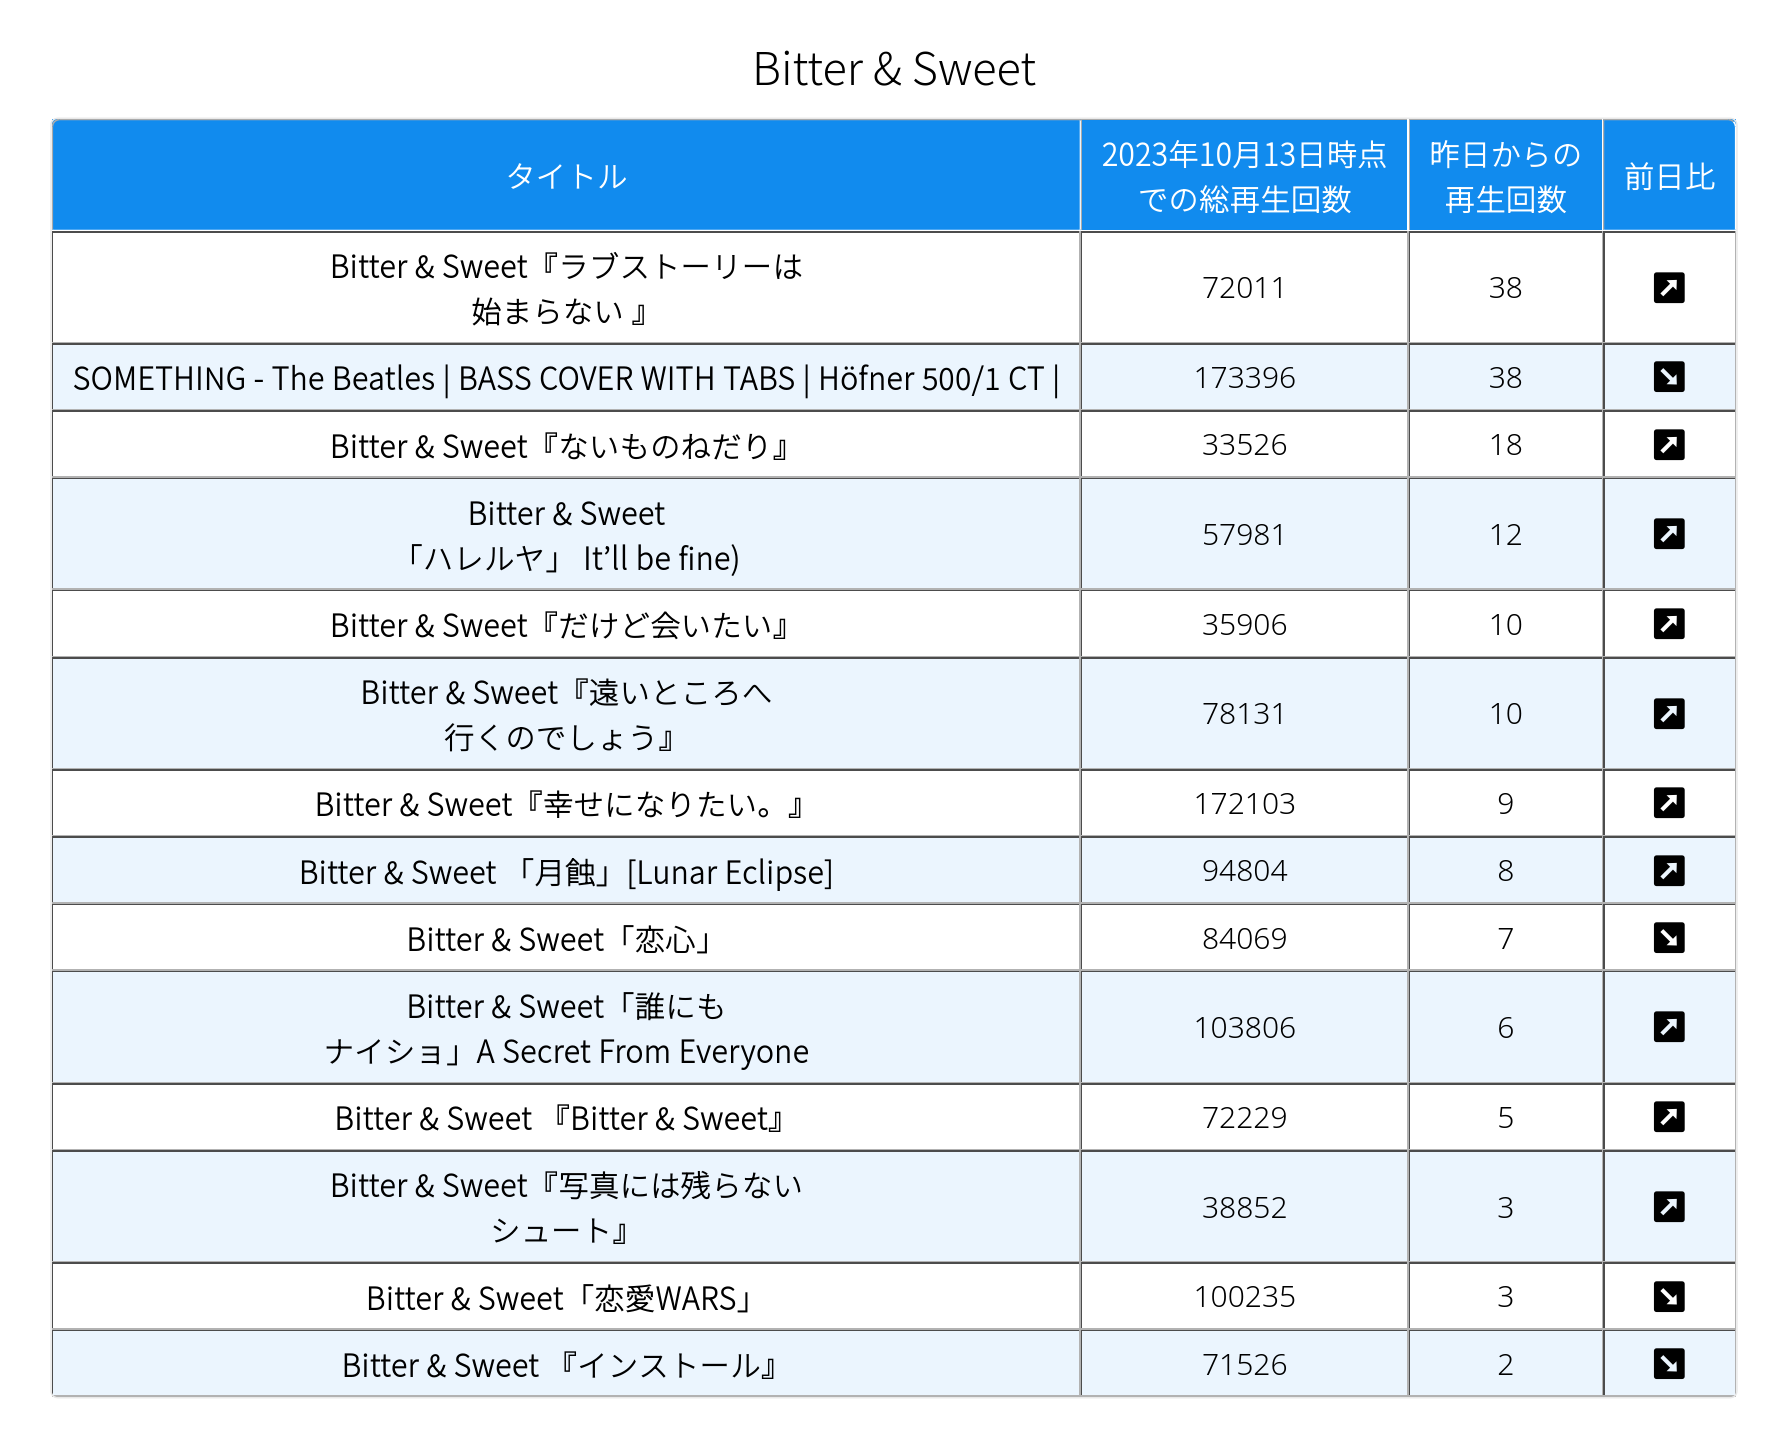 Bitter & Sweet
タイトル
2023年10月13日時点
での総再生回数
昨日からの
再生回数
前日比
Bitter & Sweet『ラブストーリーは
始まらない 』
72011
38
SOMETHING - The Beatles | BASS COVER WITH TABS | Höfner 500/1 CT |
173396
38
Bitter & Sweet『ないものねだり』
33526
18
Bitter & Sweet
「ハレルヤ」 It’ll be fine)
57981
12
Bitter & Sweet『だけど会いたい』
35906
10
Bitter & Sweet『遠いところへ
行くのでしょう』
78131
10
Bitter & Sweet『幸せになりたい。』
172103
9
Bitter & Sweet 「月蝕」[Lunar Eclipse]
94804
8
Bitter & Sweet「恋心」
84069
7
Bitter & Sweet「誰にも
ナイショ」A Secret From Everyone
103806
6
Bitter & Sweet 『Bitter & Sweet』
72229
5
Bitter & Sweet『写真には残らない
シュート』
38852
3
Bitter & Sweet「恋愛WARS」
100235
3
Bitter & Sweet 『インストール』
71526
2